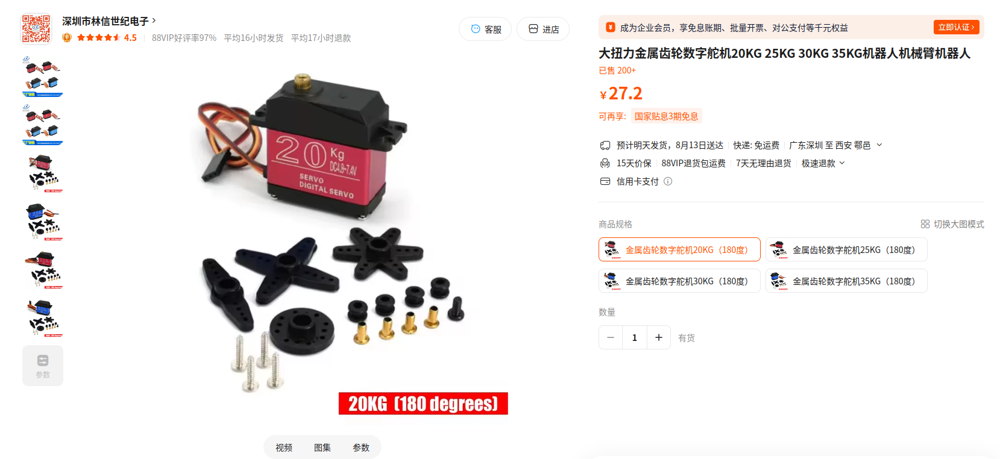 深圳市林信世纪电子
4.5 88VIP好评率97% 平均16小时发货 平均17小时退款
客服
进店
参数
20Kg
DC4.8-7.4V
SERVO
DIGITAL SERVO
20KG (180 degrees)
视频 图集 参数
成为企业会员，享免息账期、批量开票、对公支付等千元权益
立即认证
大扭力金属齿轮数字舵机20KG 25KG 30KG 35KG机器人机械臂机器人
已售 200+
¥27.2
可再享: 国家贴息3期免息
预计明天发货，8月13日送达 快递: 免运费 广东深圳 至 西安 鄠邑
15天价保 88VIP退货包运费 7天无理由退货 极速退款
信用卡支付
商品规格
切换大图模式
金属齿轮数字舵机20KG（180度）
金属齿轮数字舵机25KG（180度）
金属齿轮数字舵机30KG（180度）
金属齿轮数字舵机35KG（180度）
数量
1
有货